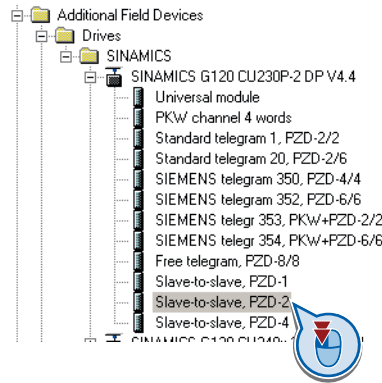 Additional Field Devices
Drives
SINAMICS
SINAMICS G120 CU230P-2 DP V4.4
Universal module
PKW channel 4 words
Standard telegram 1, PZD-2/2
Standard telegram 20, PZD-2/6
SIEMENS telegram 350, PZD-4/4
SIEMENS telegram 352, PZD-6/6
SIEMENS telegr 353, PKW+PZD-2/2
SIEMENS telegr 354, PKW+PZD-6/6
Free telegram, PZD-8/8
Slave-to-slave, PZD-1
Slave-to-slave, PZD-2
Slave-to-slave, PZD-4
SINAMICS G120 CU240